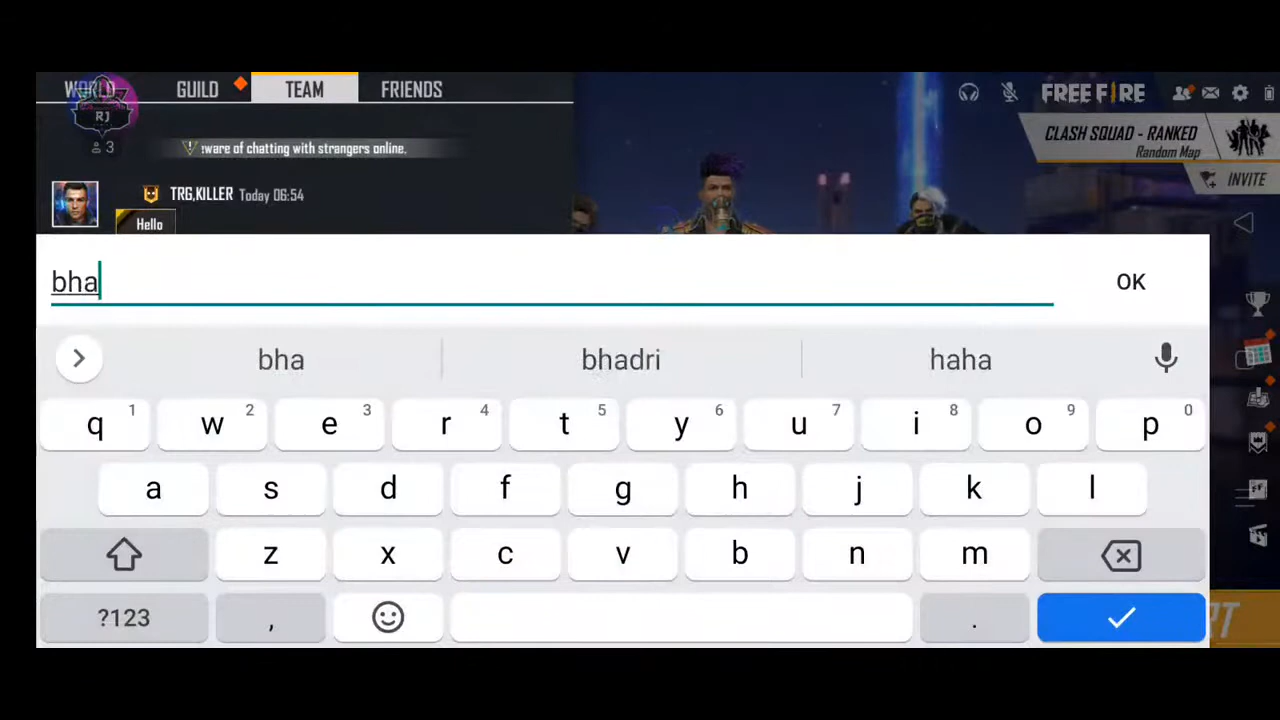 WORLD GUILD TEAM FRIENDS
FREE FIRE
RJ
3
ware of chatting with strangers online.
CLASH SQUAD - RANKED
Random Map
INVITE
TRG,KILLER Today 06:54
Hello
bha
OK
bha bhadri haha
q 1 w 2 e 3 r 4 t 5 y 6 u 7 i 8 o 9 p 0
a s d f g h j k l
z x c v b n m
?123 , .
RT